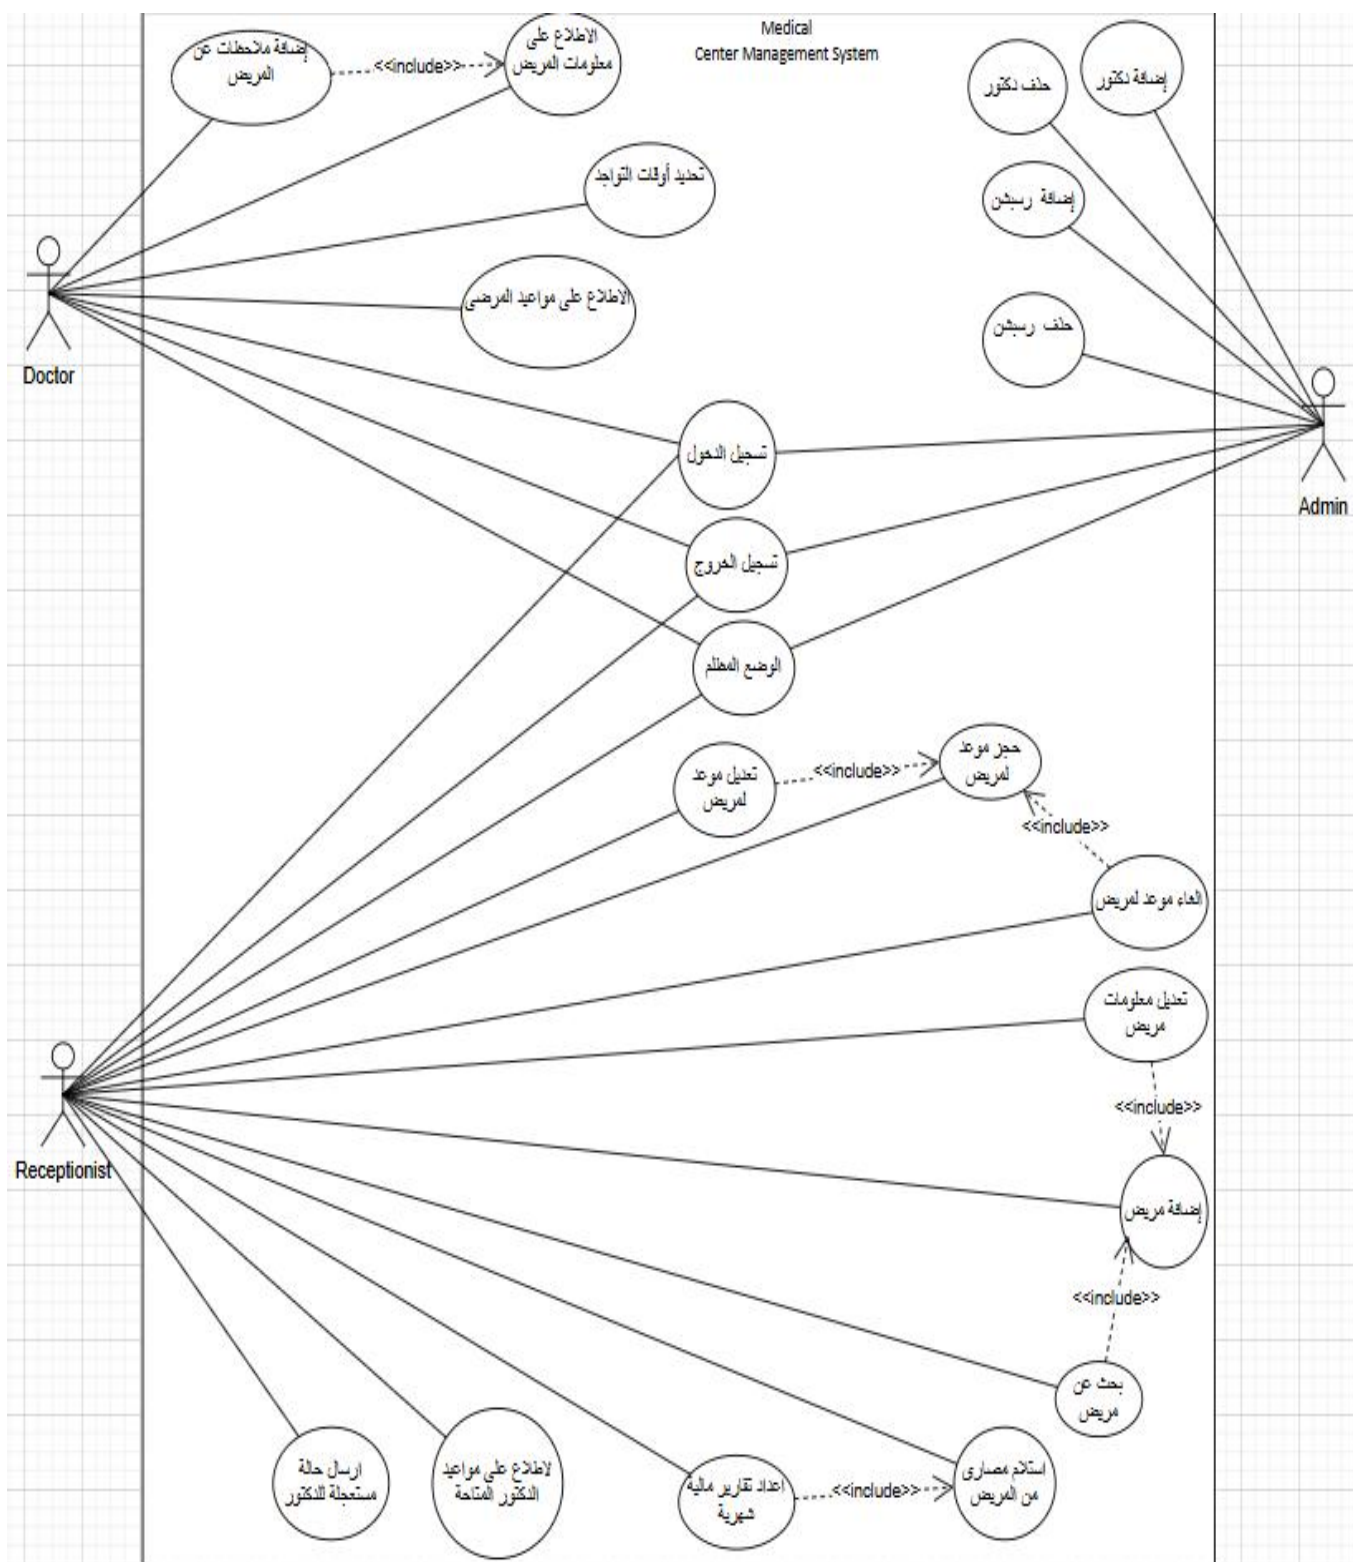 Medical
Center Management System
إضافة ملاحظات عن
المريض
<<include>>
الاطلاع على
معلومات المريض
حذف دكتور
إضافة دكتور
تحديد أوقات التواجد
إضافة رسبشن
الاطلاع على مواعيد المرضى
حذف رسبشن
Doctor
Admin
تسجيل الدخول
تسجيل الخروج
الوضع المظلم
تعديل موعد
لمريض
<<include>>
حجز موعد
لمريض
<<include>>
الغاء موعد لمريض
تعديل معلومات
مريض
<<include>>
Receptionist
إضافة مريض
<<include>>
بحث عن
مريض
ارسال حالة
مستعجلة للدكتور
لاطلاع على مواعيد
الدكتور المتاحة
اعداد تقارير مالية
شهرية
<<include>>
استلام مصارى
من المريض